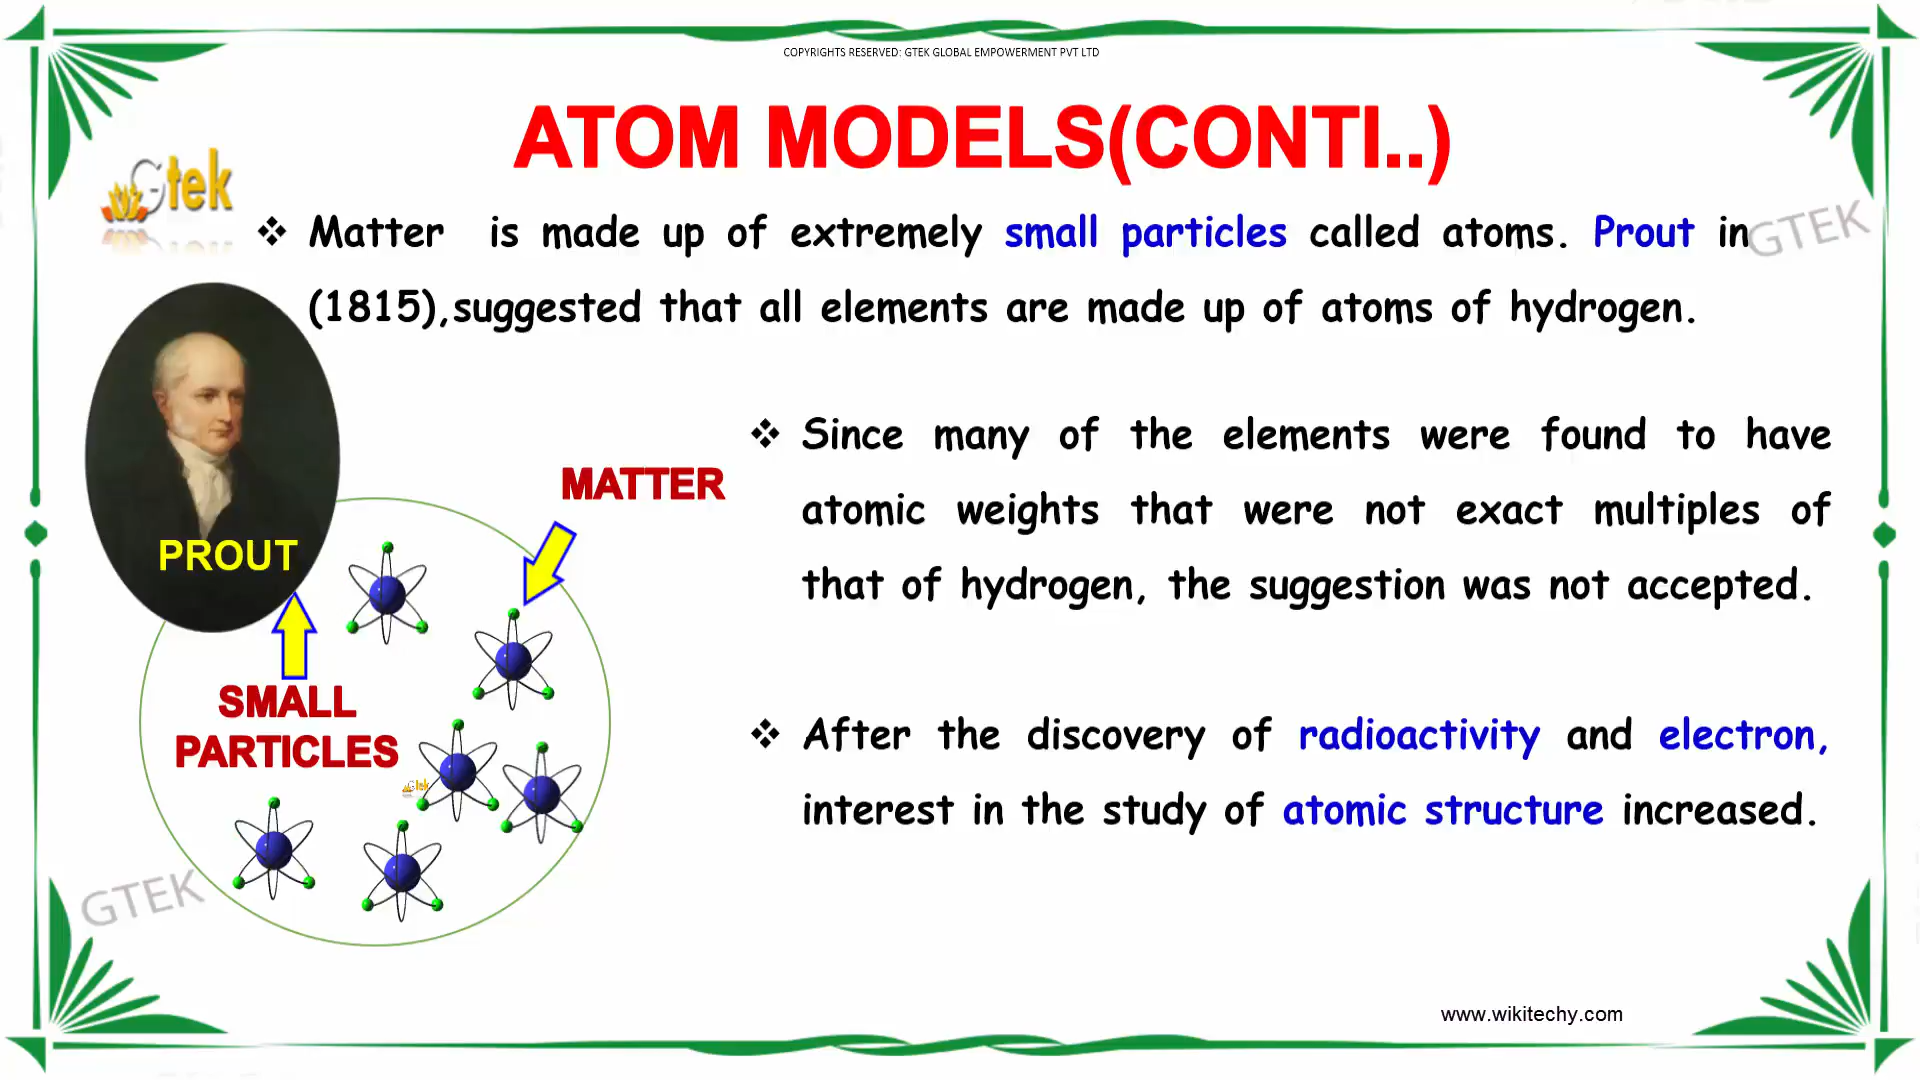 COPYRIGHTS RESERVED: GTEK GLOBAL EMPOWERMENT PVT LTD
ATOM MODELS(CONTI..)
Gtek
❖ Matter is made up of extremely small particles called atoms. Prout in
(1815),suggested that all elements are made up of atoms of hydrogen.
GTEK
❖ Since many of the elements were found to have
atomic weights that were not exact multiples of
that of hydrogen, the suggestion was not accepted.
MATTER
PROUT
SMALL
PARTICLES
Gtek
❖ After the discovery of radioactivity and electron,
interest in the study of atomic structure increased.
GTEK
www.wikitechy.com